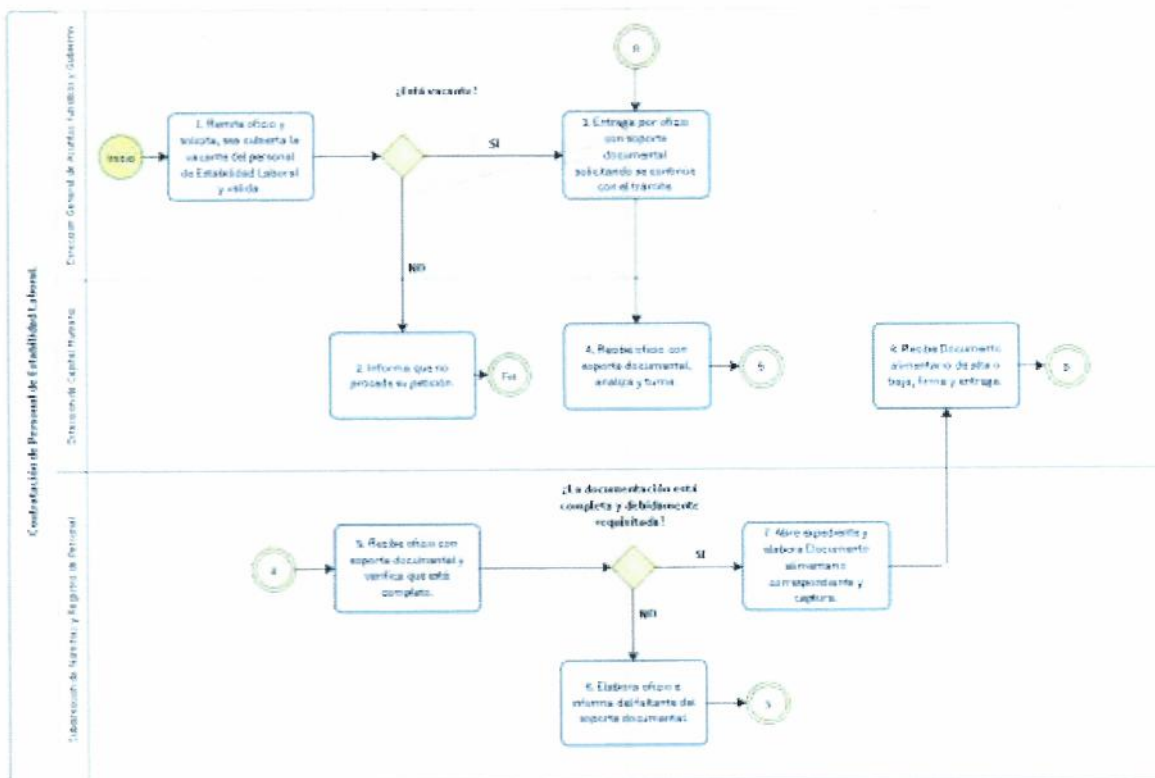 Contratación de Personal de Estabilidad Laboral.
Dirección General de Asuntos Jurídicos y Gobierno
Inicio
1. Remite oficio y
solicita, sea cubierta la
vacante del personal
de Estabilidad Laboral
y valida
¿Está vacante?
SI
NO
3. Entrega por oficio
con soporte
documental
solicitando se continúe
con el trámite
Dirección de Capital Humano
2. Informa que no
procede su petición.
Fin
4. Recibe oficio con
soporte documental,
analiza y turna
5
Recibe Documento
alimentario de alta o
baja, firma y entrega.
Subdirección de Nóminas y Registro de Personal
4
5. Recibe oficio con
soporte documental y
verifica que está
completo.
¿La documentación está
completa y debidamente
requisitada?
SI
NO
7. Abre expediente y
elabora Documento
alimentario
correspondiente y
captura.
6. Elabora oficio e
informa del faltante del
soporte documental.